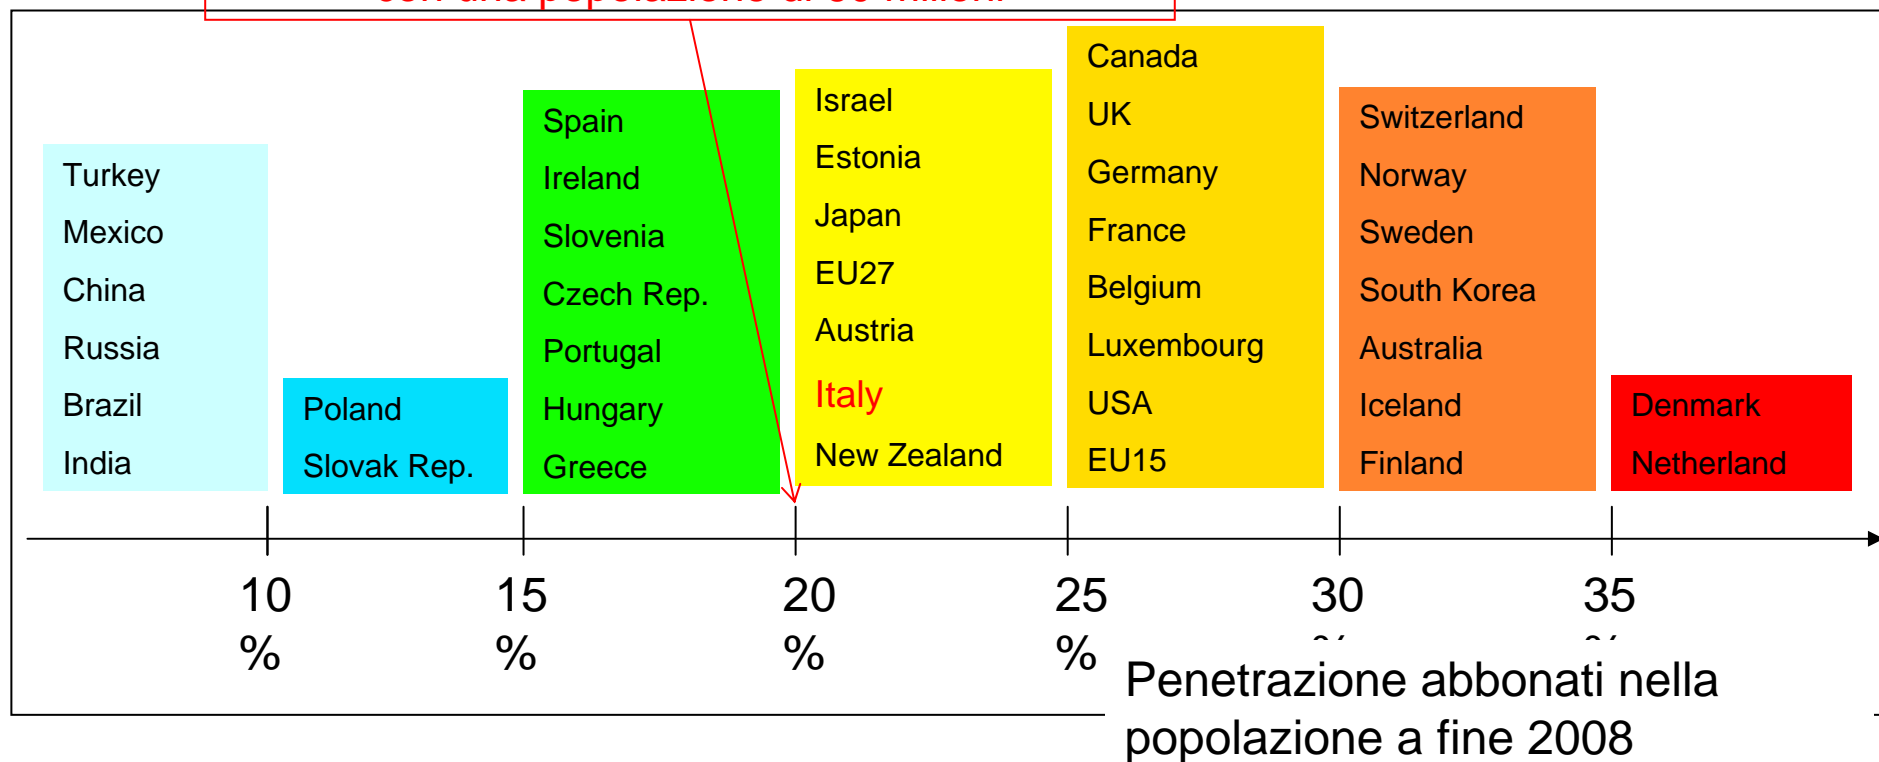 Turkey
Mexico
China
Russia
Brazil
India
Poland
Slovak Rep.
Spain
Ireland
Slovenia
Czech Rep.
Portugal
Hungary
Greece
Israel
Estonia
Japan
EU27
Austria
Italy
New Zealand
Canada
UK
Germany
France
Belgium
Luxembourg
USA
EU15
Switzerland
Norway
Sweden
South Korea
Australia
Iceland
Finland
Denmark
Netherland
10
%
15
%
20
%
25
%
30
35
Penetrazione abbonati nella
popolazione a fine 2008